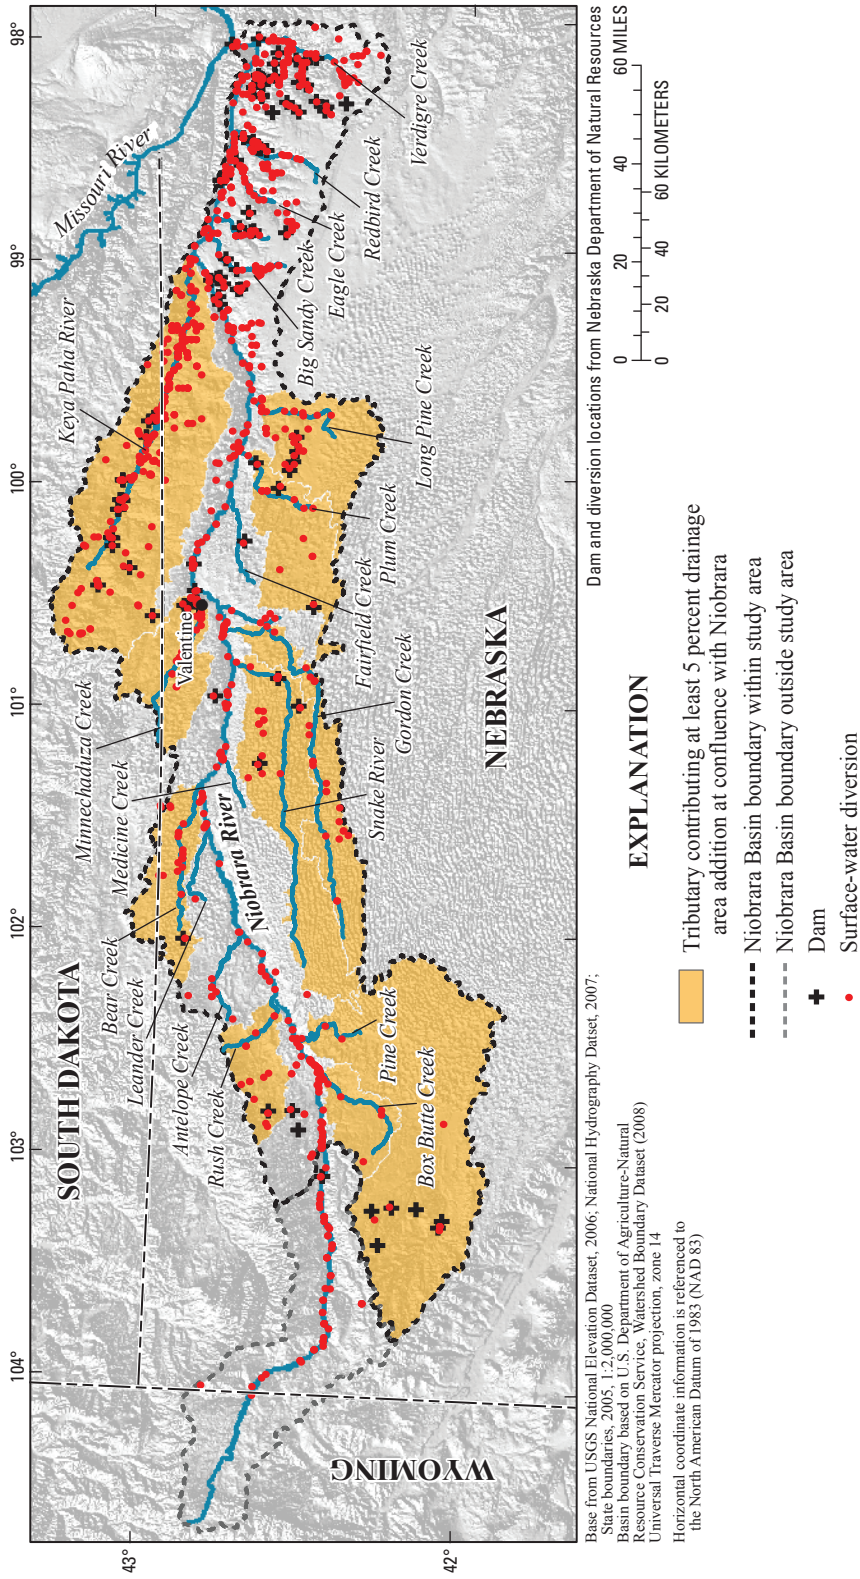 104°
103°
102°
101°
100°
99°
98°
43°
42°
SOUTH DAKOTA
WYOMING
NEBRASKA
Missouri River
Keya Paha River
Minnechaduza Creek
Medicine Creek
Bear Creek
Leander Creek
Antelope Creek
Rush Creek
Niobrara River
Valentine
Box Butte Creek
Pine Creek
Snake River
Gordon Creek
Fairfield Creek
Plum Creek
Long Pine Creek
Big Sandy Creek
Eagle Creek
Redbird Creek
Verdigre Creek
Base from USGS National Elevation Dataset, 2006; National Hydrography Datset, 2007;
State boundaries, 2005, 1:2,000,000
Basin boundary based on U.S. Department of Agriculture-Natural
Resource Conservation Service, Watershed Boundary Dataset (2008)
Universal Traverse Mercator projection, zone 14
Horizontal coordinate information is referenced to
the North American Datum of 1983 (NAD 83)
Dam and diversion locations from Nebraska Department of Natural Resources
0 20 40 60 MILES
0 20 40 60 KILOMETERS
EXPLANATION
Tributary contributing at least 5 percent drainage
area addition at confluence with Niobrara
Niobrara Basin boundary within study area
Niobrara Basin boundary outside study area
Dam
Surface-water diversion